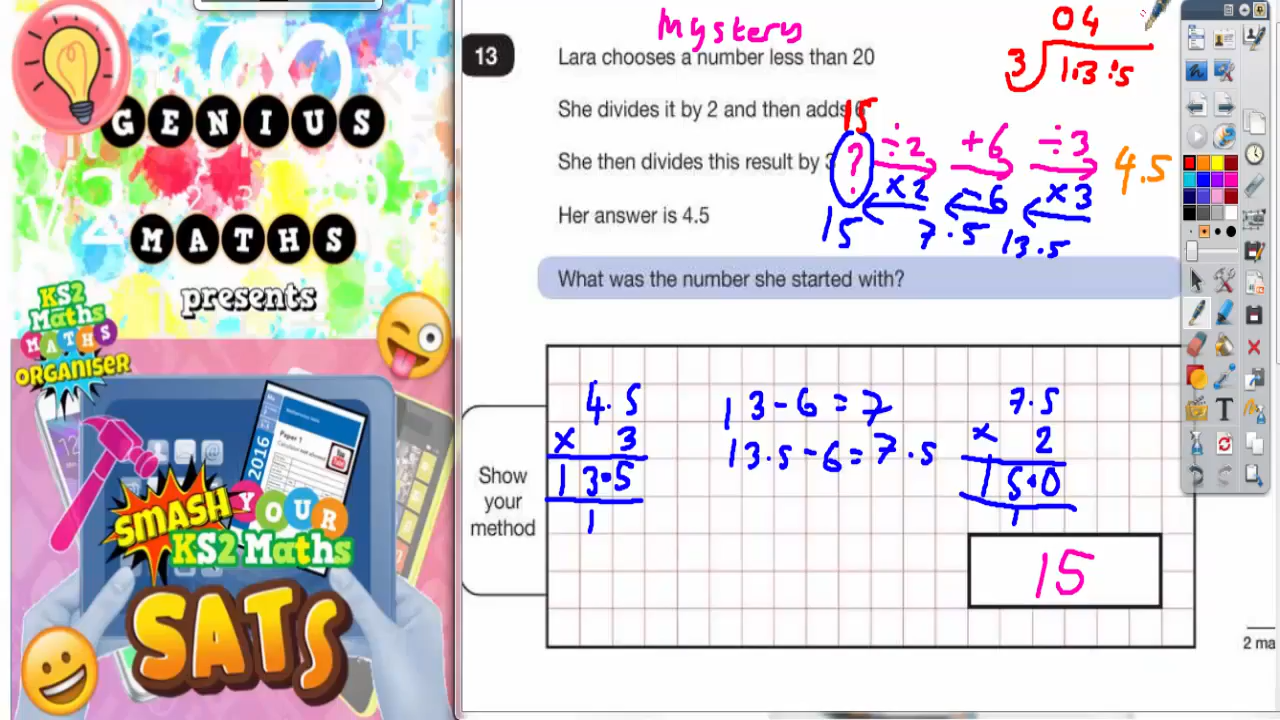 GENIUS
MATHS
presents
KS2
Maths
MATHS
ORGANISER
2016
Paper 1
SMASH YOUR
KS2 Maths
SATS
Mystery
13
Lara chooses a number less than 20
She divides it by 2 and then adds 6
She then divides this result by 3
Her answer is 4.5
15
? ÷2 +6 ÷3 4.5
×2 -6 ×3
15 7.5 13.5
04
3 13.5
What was the number she started with?
Show
your
method
4.5
× 3
13.5
1
13-6=7
13.5-6=7.5
7.5
× 2
15.0
1
15
2 ma